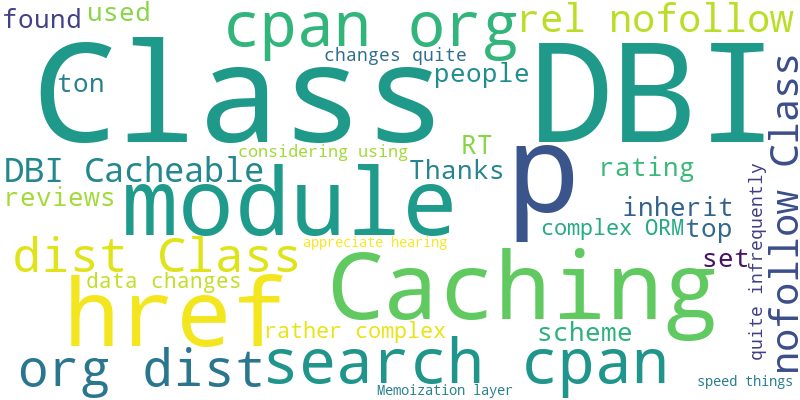 found
used
cpan org
rel nofollow
Class DBI
changes quite
people
ton
nofollow Class
considering using
RT
DBI Cacheable
Thanks
p
rating
module
reviews
quite infrequently
inherit
complex ORM
top
dist Class
appreciate hearing
set
data changes
href
Caching
rather complex
scheme
org dist
search cpan
Memoization layer
speed things